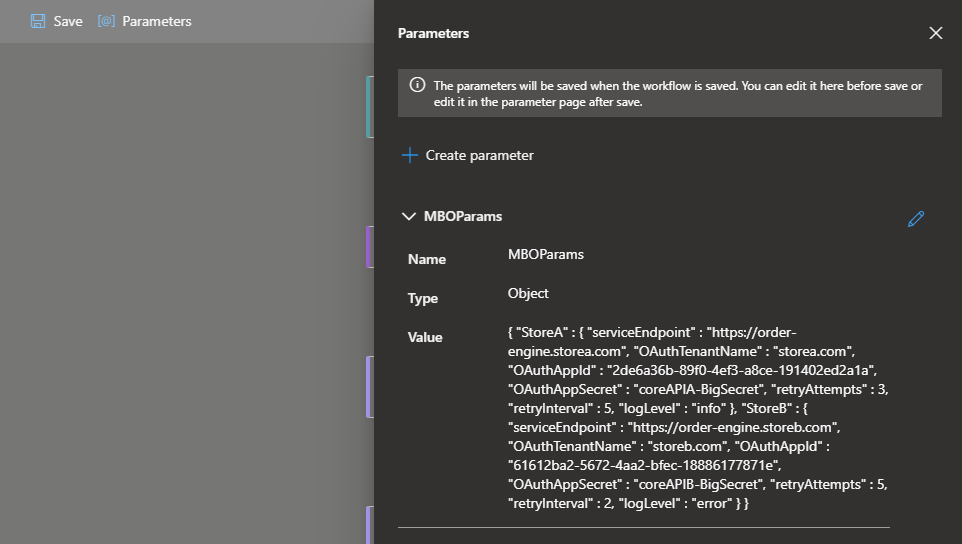 Save [@] Parameters
Parameters
The parameters will be saved when the workflow is saved. You can edit it here before save or
edit it in the parameter page after save.
Create parameter
MBOParams
Name MBOParams
Type Object
Value { "StoreA" : { "serviceEndpoint" : "https://order-
engine.storea.com", "OAuthTenantName" : "storea.com",
"OAuthAppId" : "2de6a36b-89f0-4ef3-a8ce-191402ed2a1a",
"OAuthAppSecret" : "coreAPIA-BigSecret", "retryAttempts" : 3,
"retryInterval" : 5, "logLevel" : "info" }, "StoreB" : {
"serviceEndpoint" : "https://order-engine.storeb.com",
"OAuthTenantName" : "storeb.com", "OAuthAppId" :
"61612ba2-5672-4aa2-bfec-18886177871e",
"OAuthAppSecret" : "coreAPIB-BigSecret", "retryAttempts" : 5,
"retryInterval" : 2, "logLevel" : "error" } }